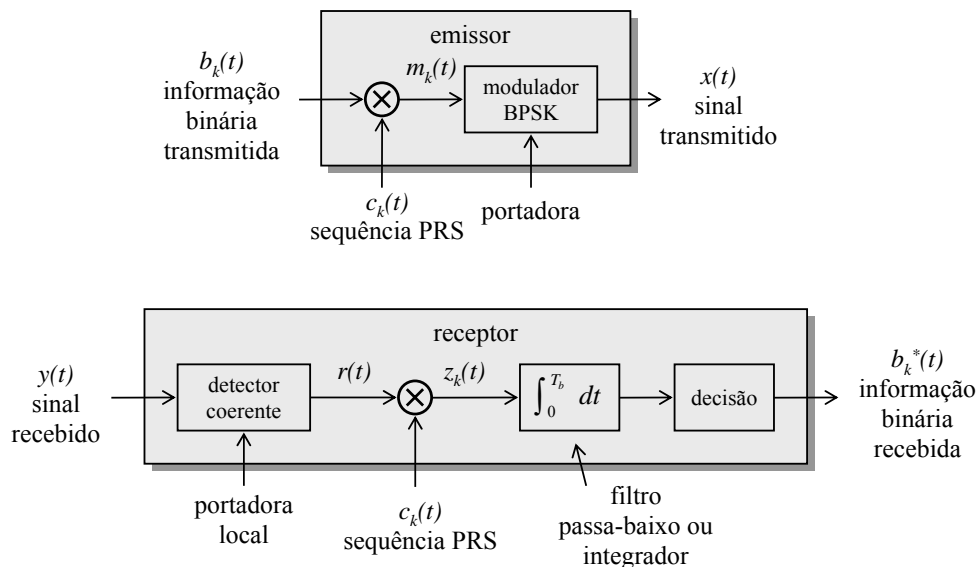 emissor
b_k(t)
informação
binária
transmitida
m_k(t)
modulador
BPSK
x(t)
sinal
transmitido
c_k(t)
sequência PRS
portadora
receptor
y(t)
sinal
recebido
detector
coerente
r(t)
z_k(t)
∫_0^{T_b} dt
decisão
b_k^*(t)
informação
binária
recebida
portadora
local
c_k(t)
sequência PRS
filtro
passa-baixo ou
integrador